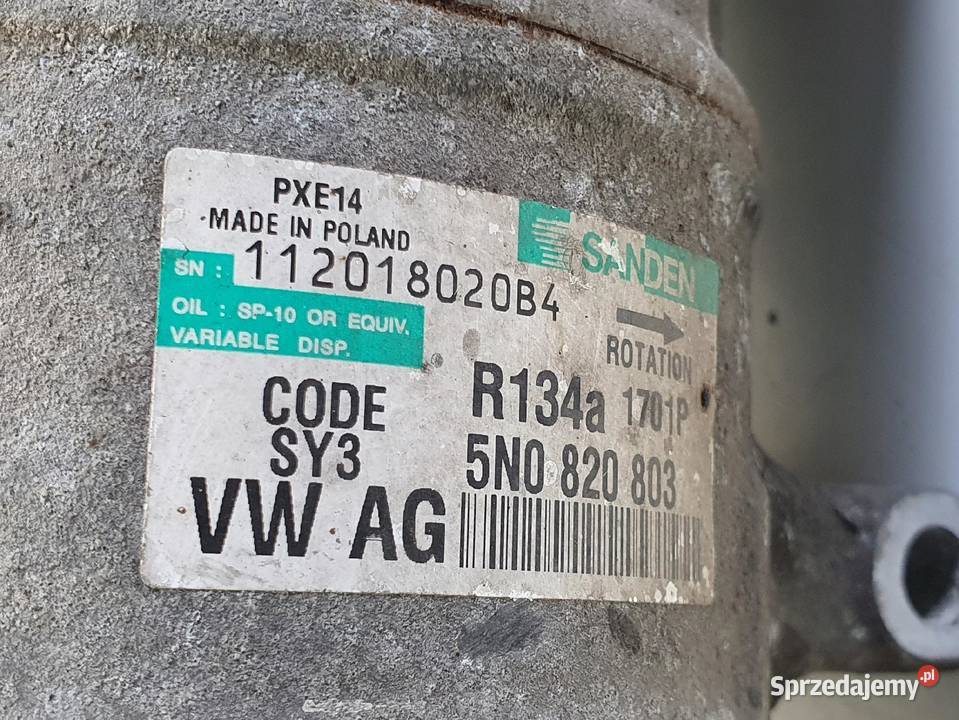 PXE14
MADE IN POLAND
SANDEN
SN : 112018020B4
OIL : SP-10 OR EQUIV.
VARIABLE DISP.
ROTATION
R134a 1701P
CODE
SY3
5N0 820 803
VW AG
Sprzedajemy.pl